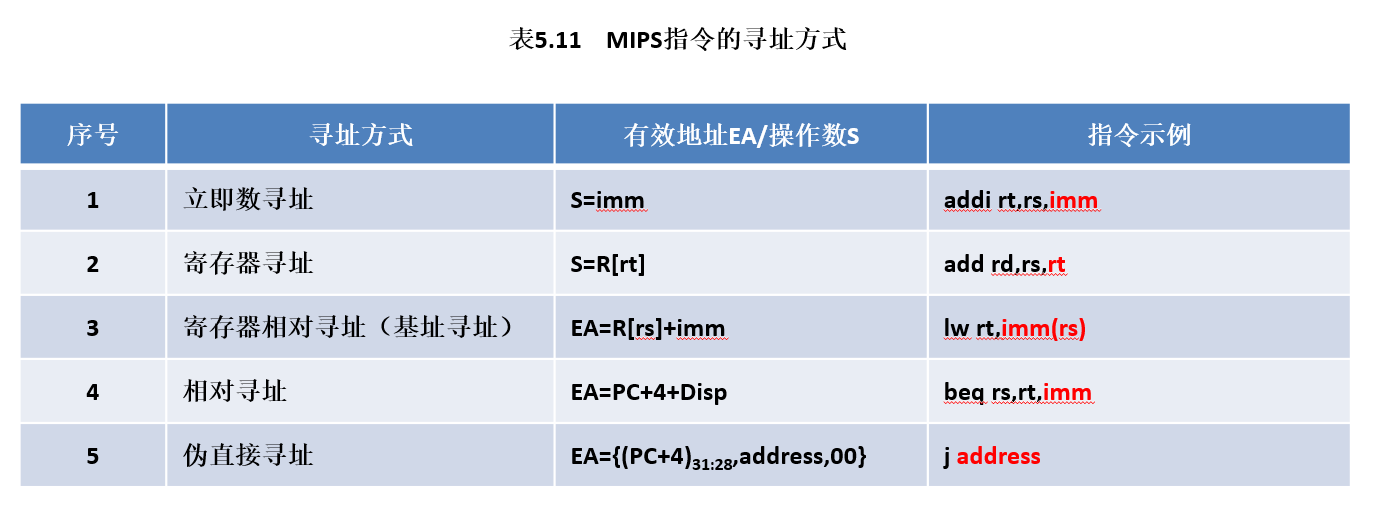 表5.11 MIPS指令的寻址方式
序号 寻址方式 有效地址EA/操作数S 指令示例
1 立即数寻址 S=imm addi rt,rs,imm
2 寄存器寻址 S=R[rt] add rd,rs,rt
3 寄存器相对寻址（基址寻址） EA=R[rs]+imm lw rt,imm(rs)
4 相对寻址 EA=PC+4+Disp beq rs,rt,imm
5 伪直接寻址 EA={(PC+4)31:28,address,00} j address